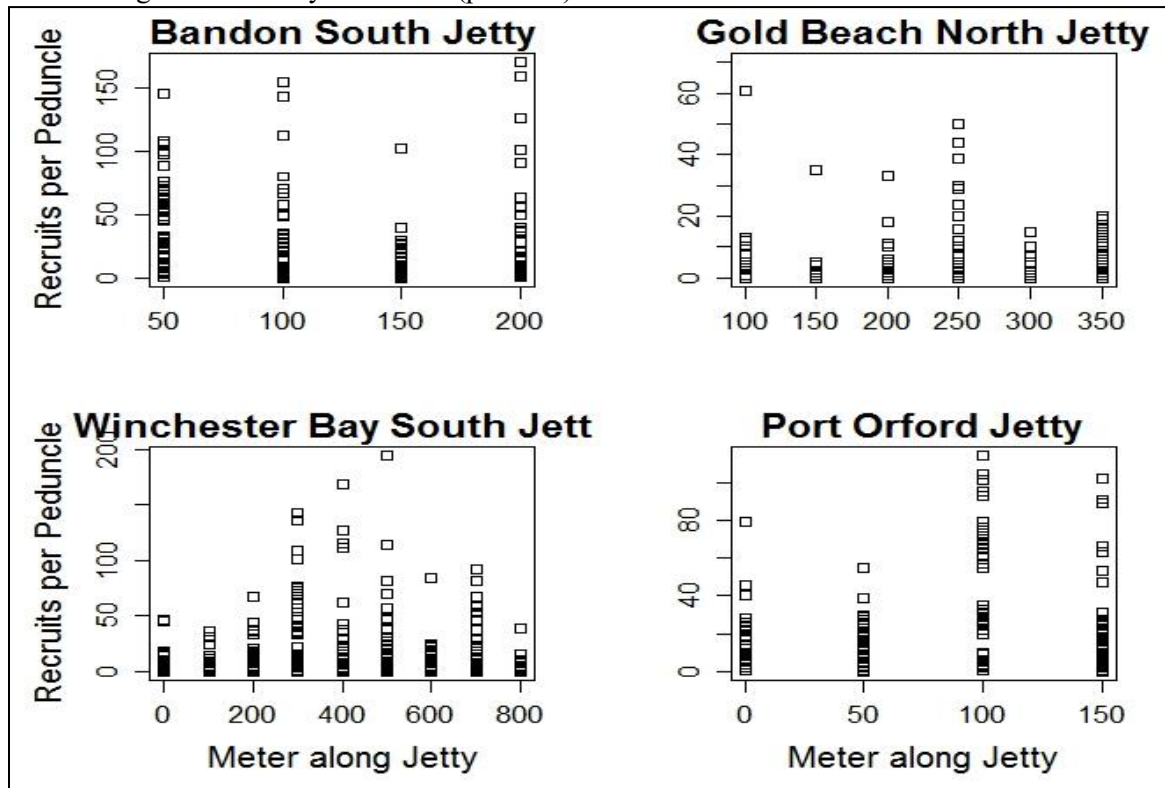 Bandon South Jetty
Recruits per Peduncle
0 50 100 150
50 100 150 200
Gold Beach North Jetty
0 20 40 60
100 150 200 250 300 350
Winchester Bay South Jett
Recruits per Peduncle
0 50 100 200
0 200 400 600 800
Meter along Jetty
Port Orford Jetty
0 40 80
0 50 100 150
Meter along Jetty